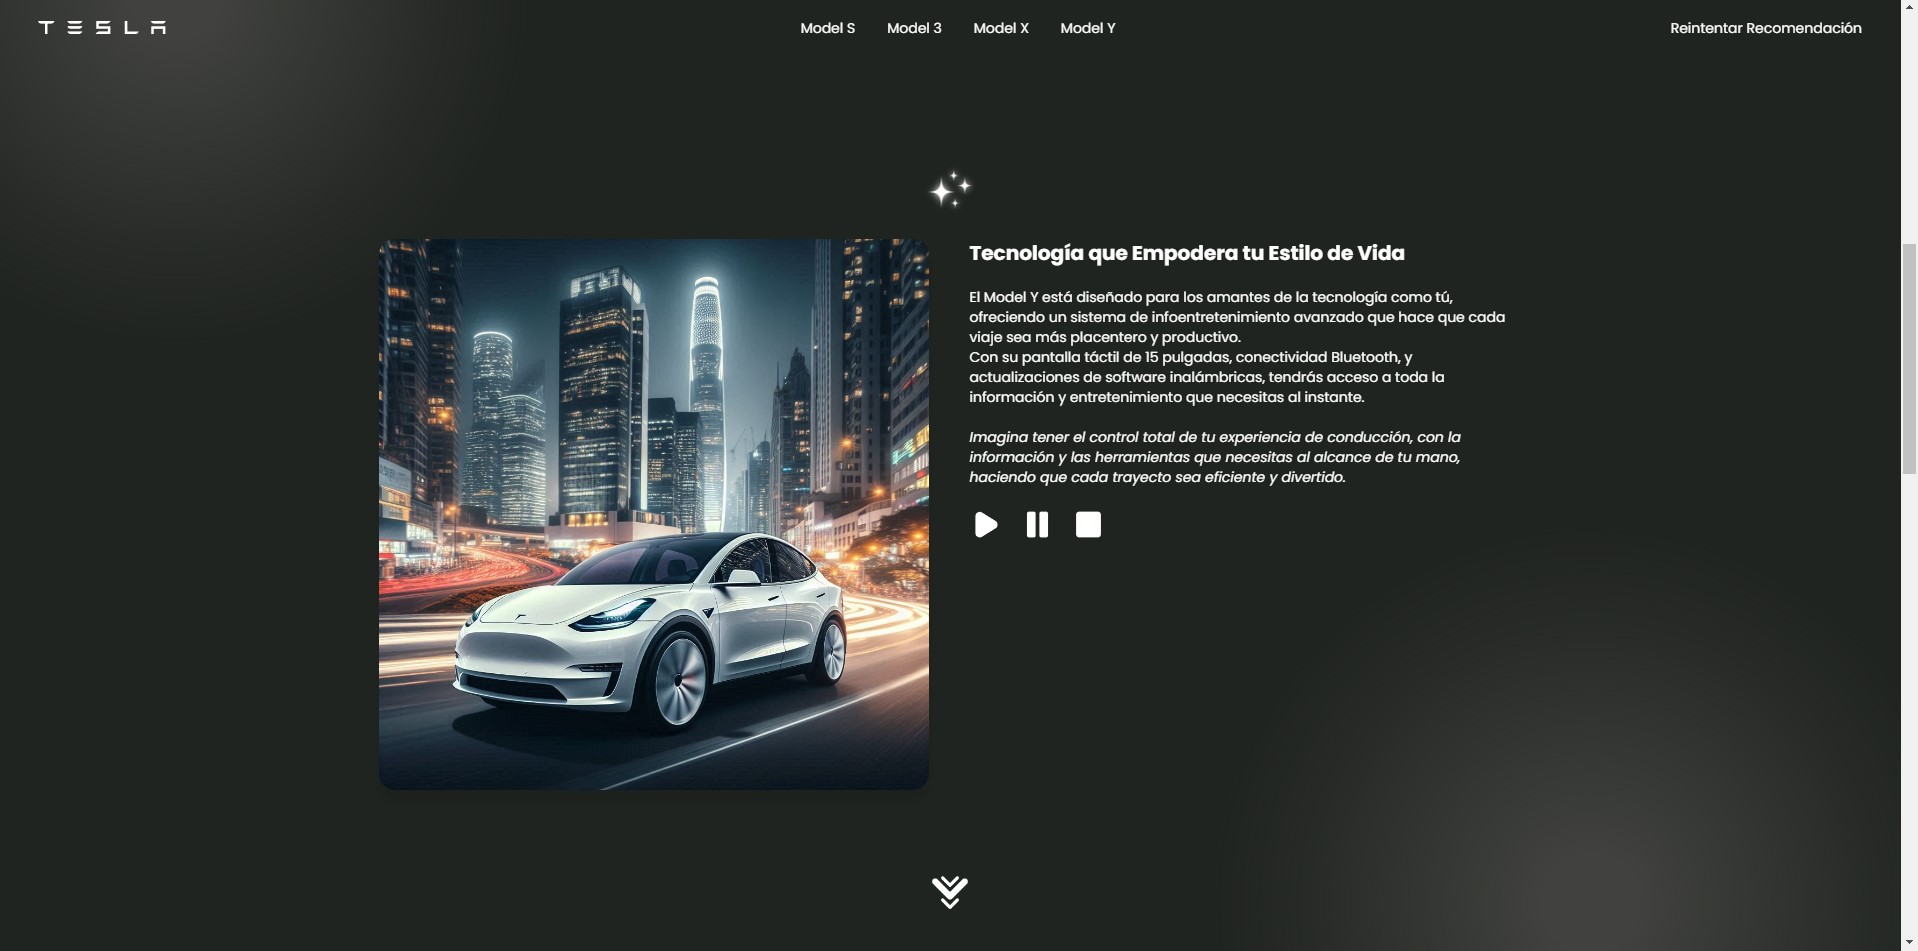 TESLA
Model S
Model 3
Model X
Model Y
Reintentar Recomendación
Tecnología que Empodera tu Estilo de Vida
El Model Y está diseñado para los amantes de la tecnología como tú,
ofreciendo un sistema de infoentretenimiento avanzado que hace que cada
viaje sea más placentero y productivo.
Con su pantalla táctil de 15 pulgadas, conectividad Bluetooth, y
actualizaciones de software inalámbricas, tendrás acceso a toda la
información y entretenimiento que necesitas al instante.
Imagina tener el control total de tu experiencia de conducción, con la
información y las herramientas que necesitas al alcance de tu mano,
haciendo que cada trayecto sea eficiente y divertido.